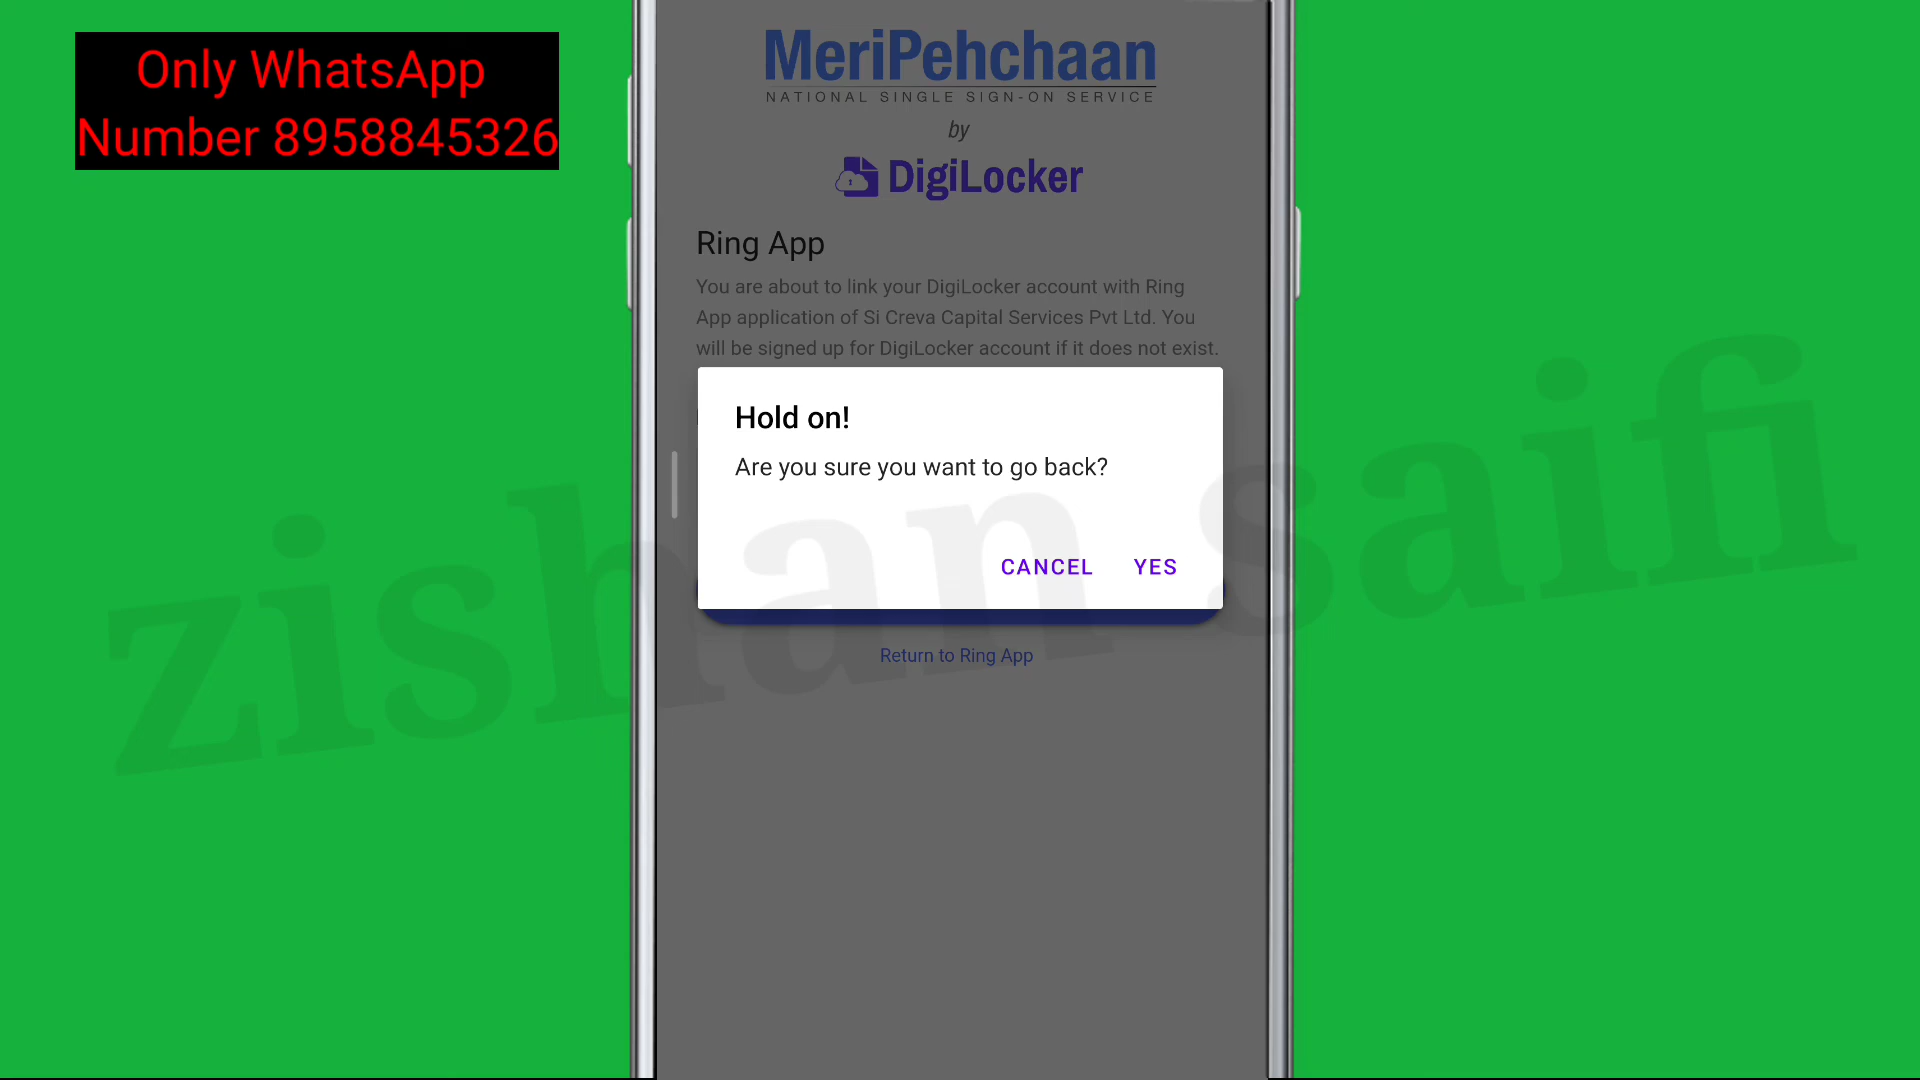 Only WhatsApp
Number 8958845326
MeriPehchaan
NATIONAL SINGLE SIGN-ON SERVICE
by
DigiLocker
Ring App
You are about to link your DigiLocker account with Ring
App application of Si Creva Capital Services Pvt Ltd. You
will be signed up for DigiLocker account if it does not exist.
Hold on!
Are you sure you want to go back?
CANCEL YES
Return to Ring App
zishan saifi